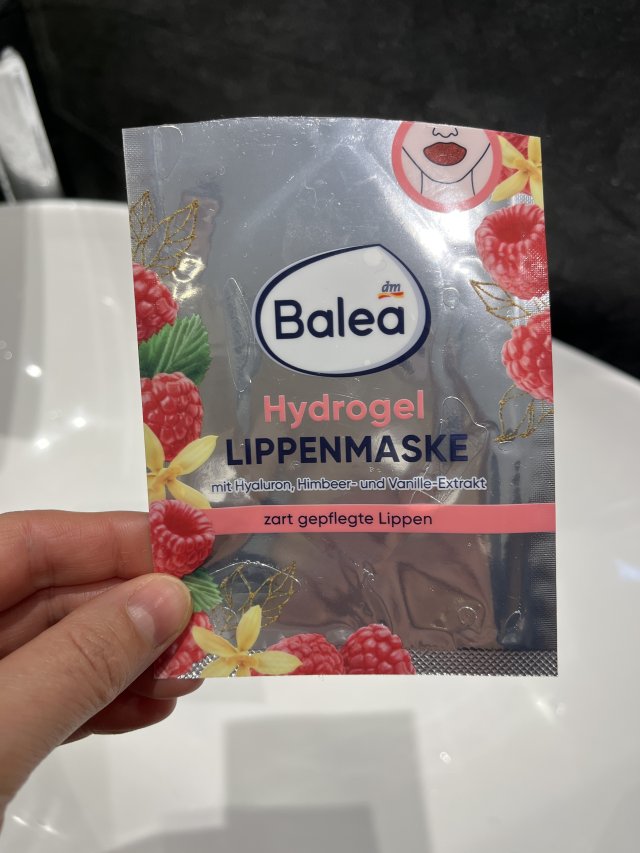 dm
Balea
Hydrogel
LIPPENMASKE
mit Hyaluron, Himbeer- und Vanille-Extrakt
zart gepflegte Lippen